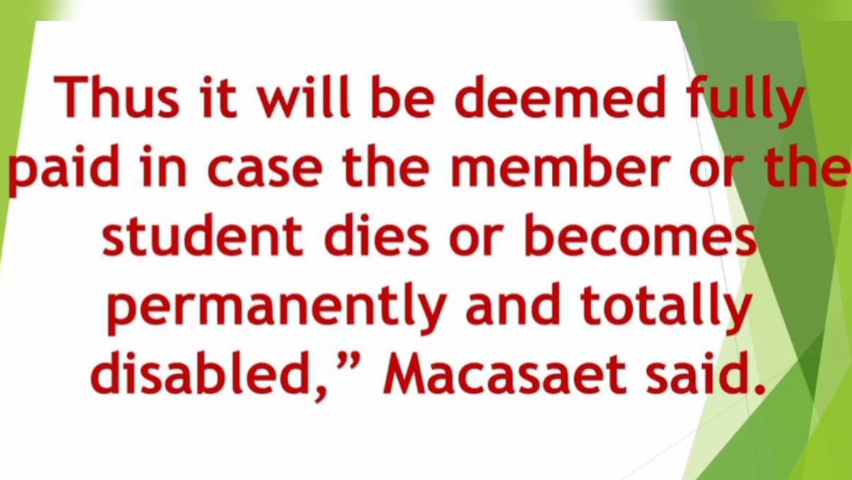 Thus it will be deemed fully
paid in case the member or the
student dies or becomes
permanently and totally
disabled,” Macasaet said.